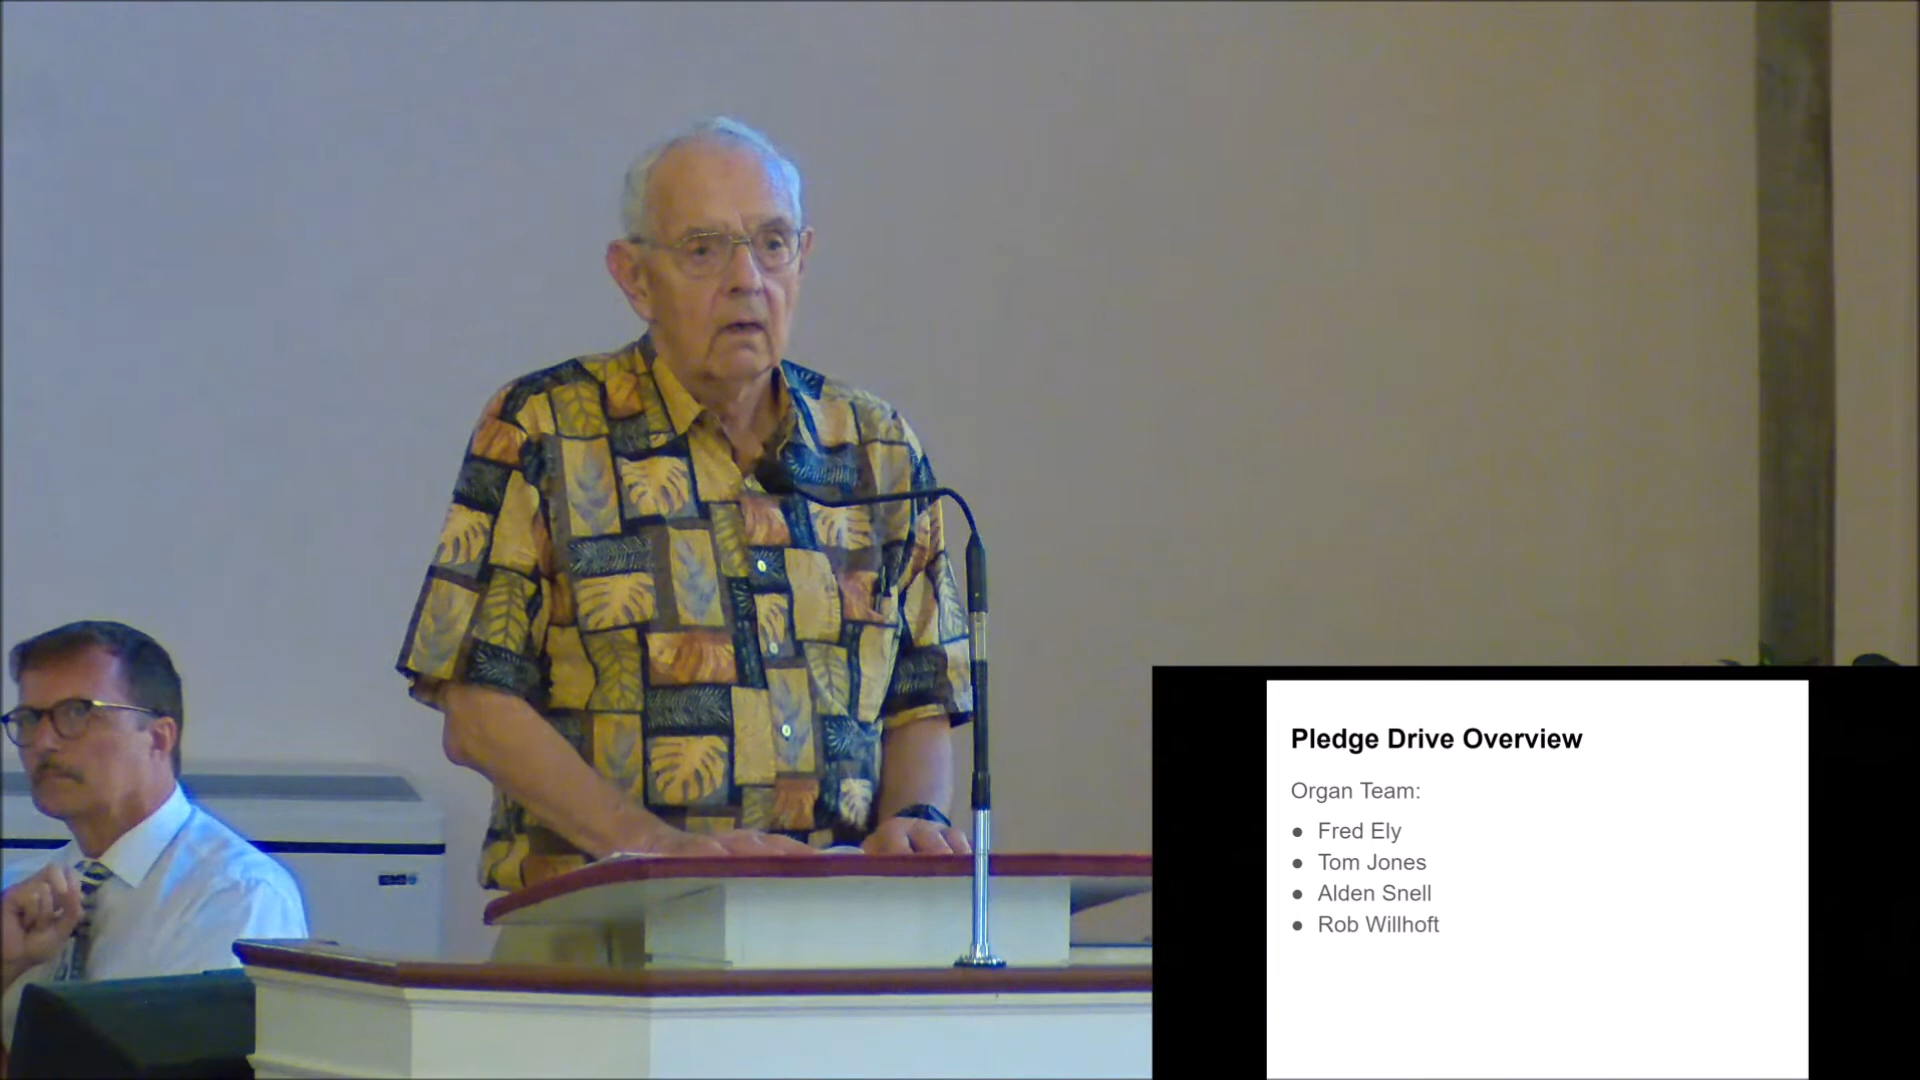 Pledge Drive Overview
Organ Team:
● Fred Ely
● Tom Jones
● Alden Snell
● Rob Willhoft